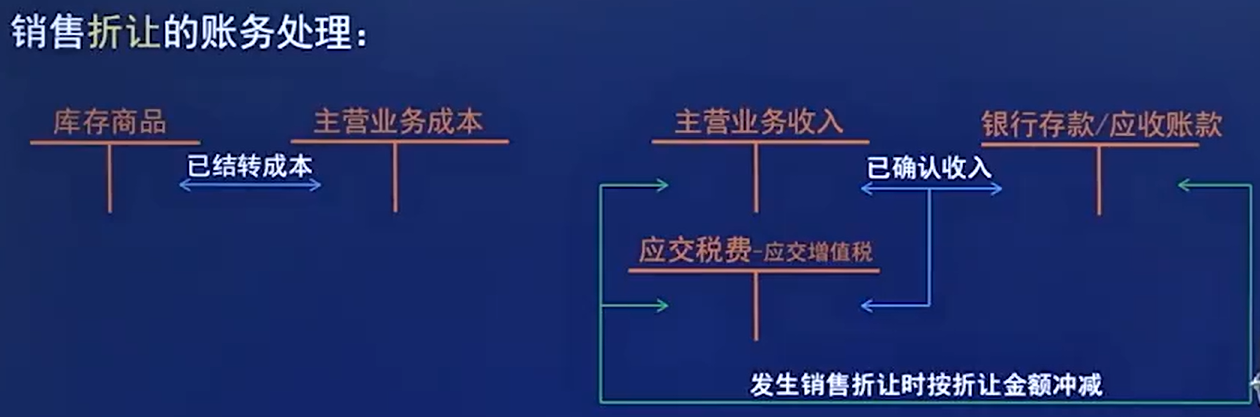 销售折让的账务处理：
库存商品 主营业务成本 主营业务收入 银行存款/应收账款
已结转成本 已确认收入
应交税费-应交增值税
发生销售折让时按折让金额冲减